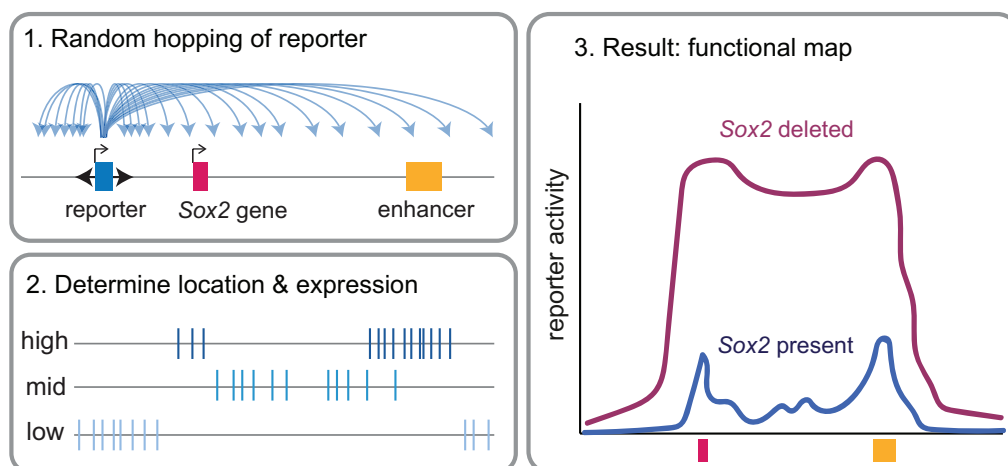 1. Random hopping of reporter
reporter
Sox2 gene
enhancer
2. Determine location & expression
high
mid
low
3. Result: functional map
reporter activity
Sox2 deleted
Sox2 present